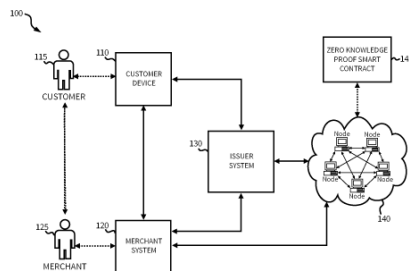 100
115
CUSTOMER
110
CUSTOMER
DEVICE
ZERO KNOWLEDGE
PROOF SMART
CONTRACT
14
130
ISSUER
SYSTEM
Node
Node
Node
Node
Node
140
125
MERCHANT
120
MERCHANT
SYSTEM